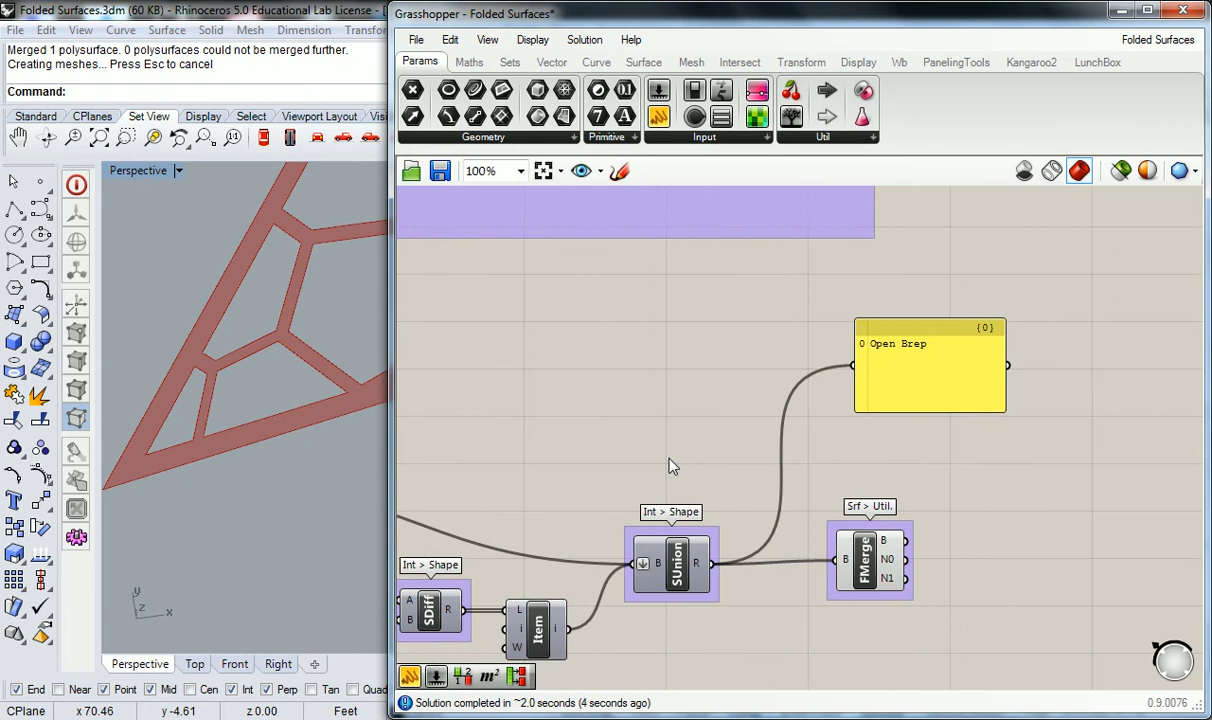 Folded Surfaces.3dm (60 KB) - Rhinoceros 5.0 Educational Lab License - [
File Edit View Curve Surface Solid Mesh Dimension Transfor
Merged 1 polysurface. 0 polysurfaces could not be merged further.
Creating meshes... Press Esc to cancel
Command:
Standard CPlanes Set View Display Select Viewport Layout Visi
Perspective
y
z x
Perspective Top Front Right
End Near Point Mid Cen Int Perp Tan Quad
CPlane x 70.46 y -4.61 z 0.00 Feet
Grasshopper - Folded Surfaces*
File Edit View Display Solution Help Folded Surfaces
Params Maths Sets Vector Curve Surface Mesh Intersect Transform Display Wb PanelingTools Kangaroo2 LunchBox
Geometry Primitive Input Util
100%
{0}
0 Open Brep
Int > Shape
B SUnion R
Srf > Util.
B FMerge B N0 N1
Int > Shape
A B SDiff R
L i W Item i
Solution completed in ~2.0 seconds (4 seconds ago) 0.9.0076